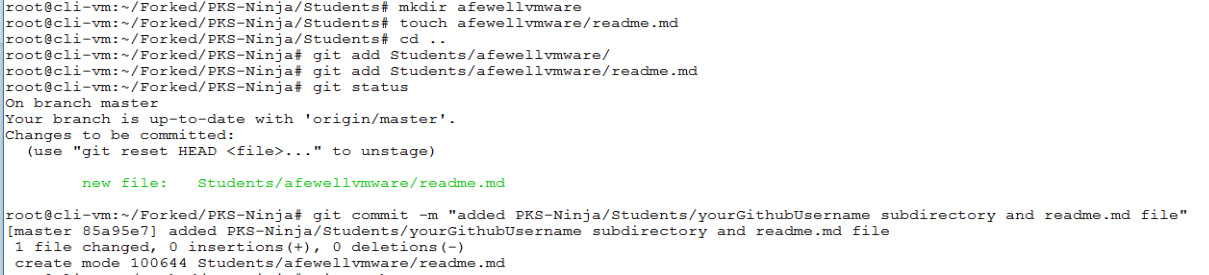 root@cli-vm:~/Forked/PKS-Ninja/Students# mkdir afewellvmware
root@cli-vm:~/Forked/PKS-Ninja/Students# touch afewellvmware/readme.md
root@cli-vm:~/Forked/PKS-Ninja/Students# cd ..
root@cli-vm:~/Forked/PKS-Ninja# git add Students/afewellvmware/
root@cli-vm:~/Forked/PKS-Ninja# git add Students/afewellvmware/readme.md
root@cli-vm:~/Forked/PKS-Ninja# git status
On branch master
Your branch is up-to-date with 'origin/master'.
Changes to be committed:
  (use "git reset HEAD <file>..." to unstage)
        new file:   Students/afewellvmware/readme.md
root@cli-vm:~/Forked/PKS-Ninja# git commit -m "added PKS-Ninja/Students/yourGithubUsername subdirectory and readme.md file"
[master 85a95e7] added PKS-Ninja/Students/yourGithubUsername subdirectory and readme.md file
 1 file changed, 0 insertions(+), 0 deletions(-)
 create mode 100644 Students/afewellvmware/readme.md